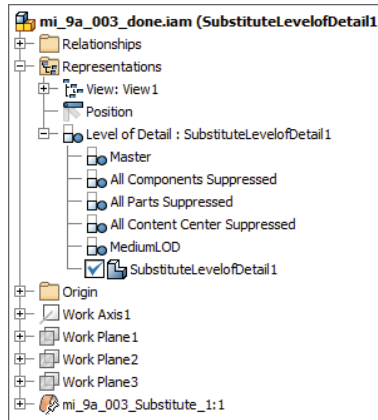 mi_9a_003_done.iam (SubstituteLevelofDetail1
Relationships
Representations
View: View1
Position
Level of Detail : SubstituteLevelofDetail1
Master
All Components Suppressed
All Parts Suppressed
All Content Center Suppressed
MediumLOD
SubstituteLevelofDetail1
Origin
Work Axis1
Work Plane1
Work Plane2
Work Plane3
mi_9a_003_Substitute_1:1